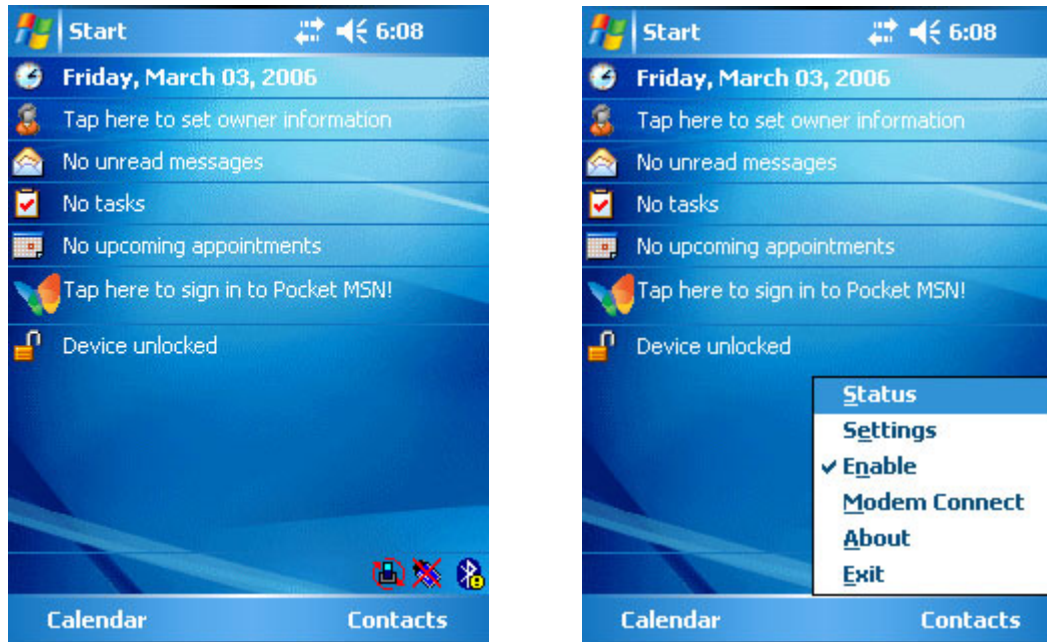 Start 6:08
Friday, March 03, 2006
Tap here to set owner information
No unread messages
No tasks
No upcoming appointments
Tap here to sign in to Pocket MSN!
Device unlocked
Calendar Contacts
Start 6:08
Friday, March 03, 2006
Tap here to set owner information
No unread messages
No tasks
No upcoming appointments
Tap here to sign in to Pocket MSN!
Device unlocked
Status
Settings
Enable
Modem Connect
About
Exit
Calendar Contacts